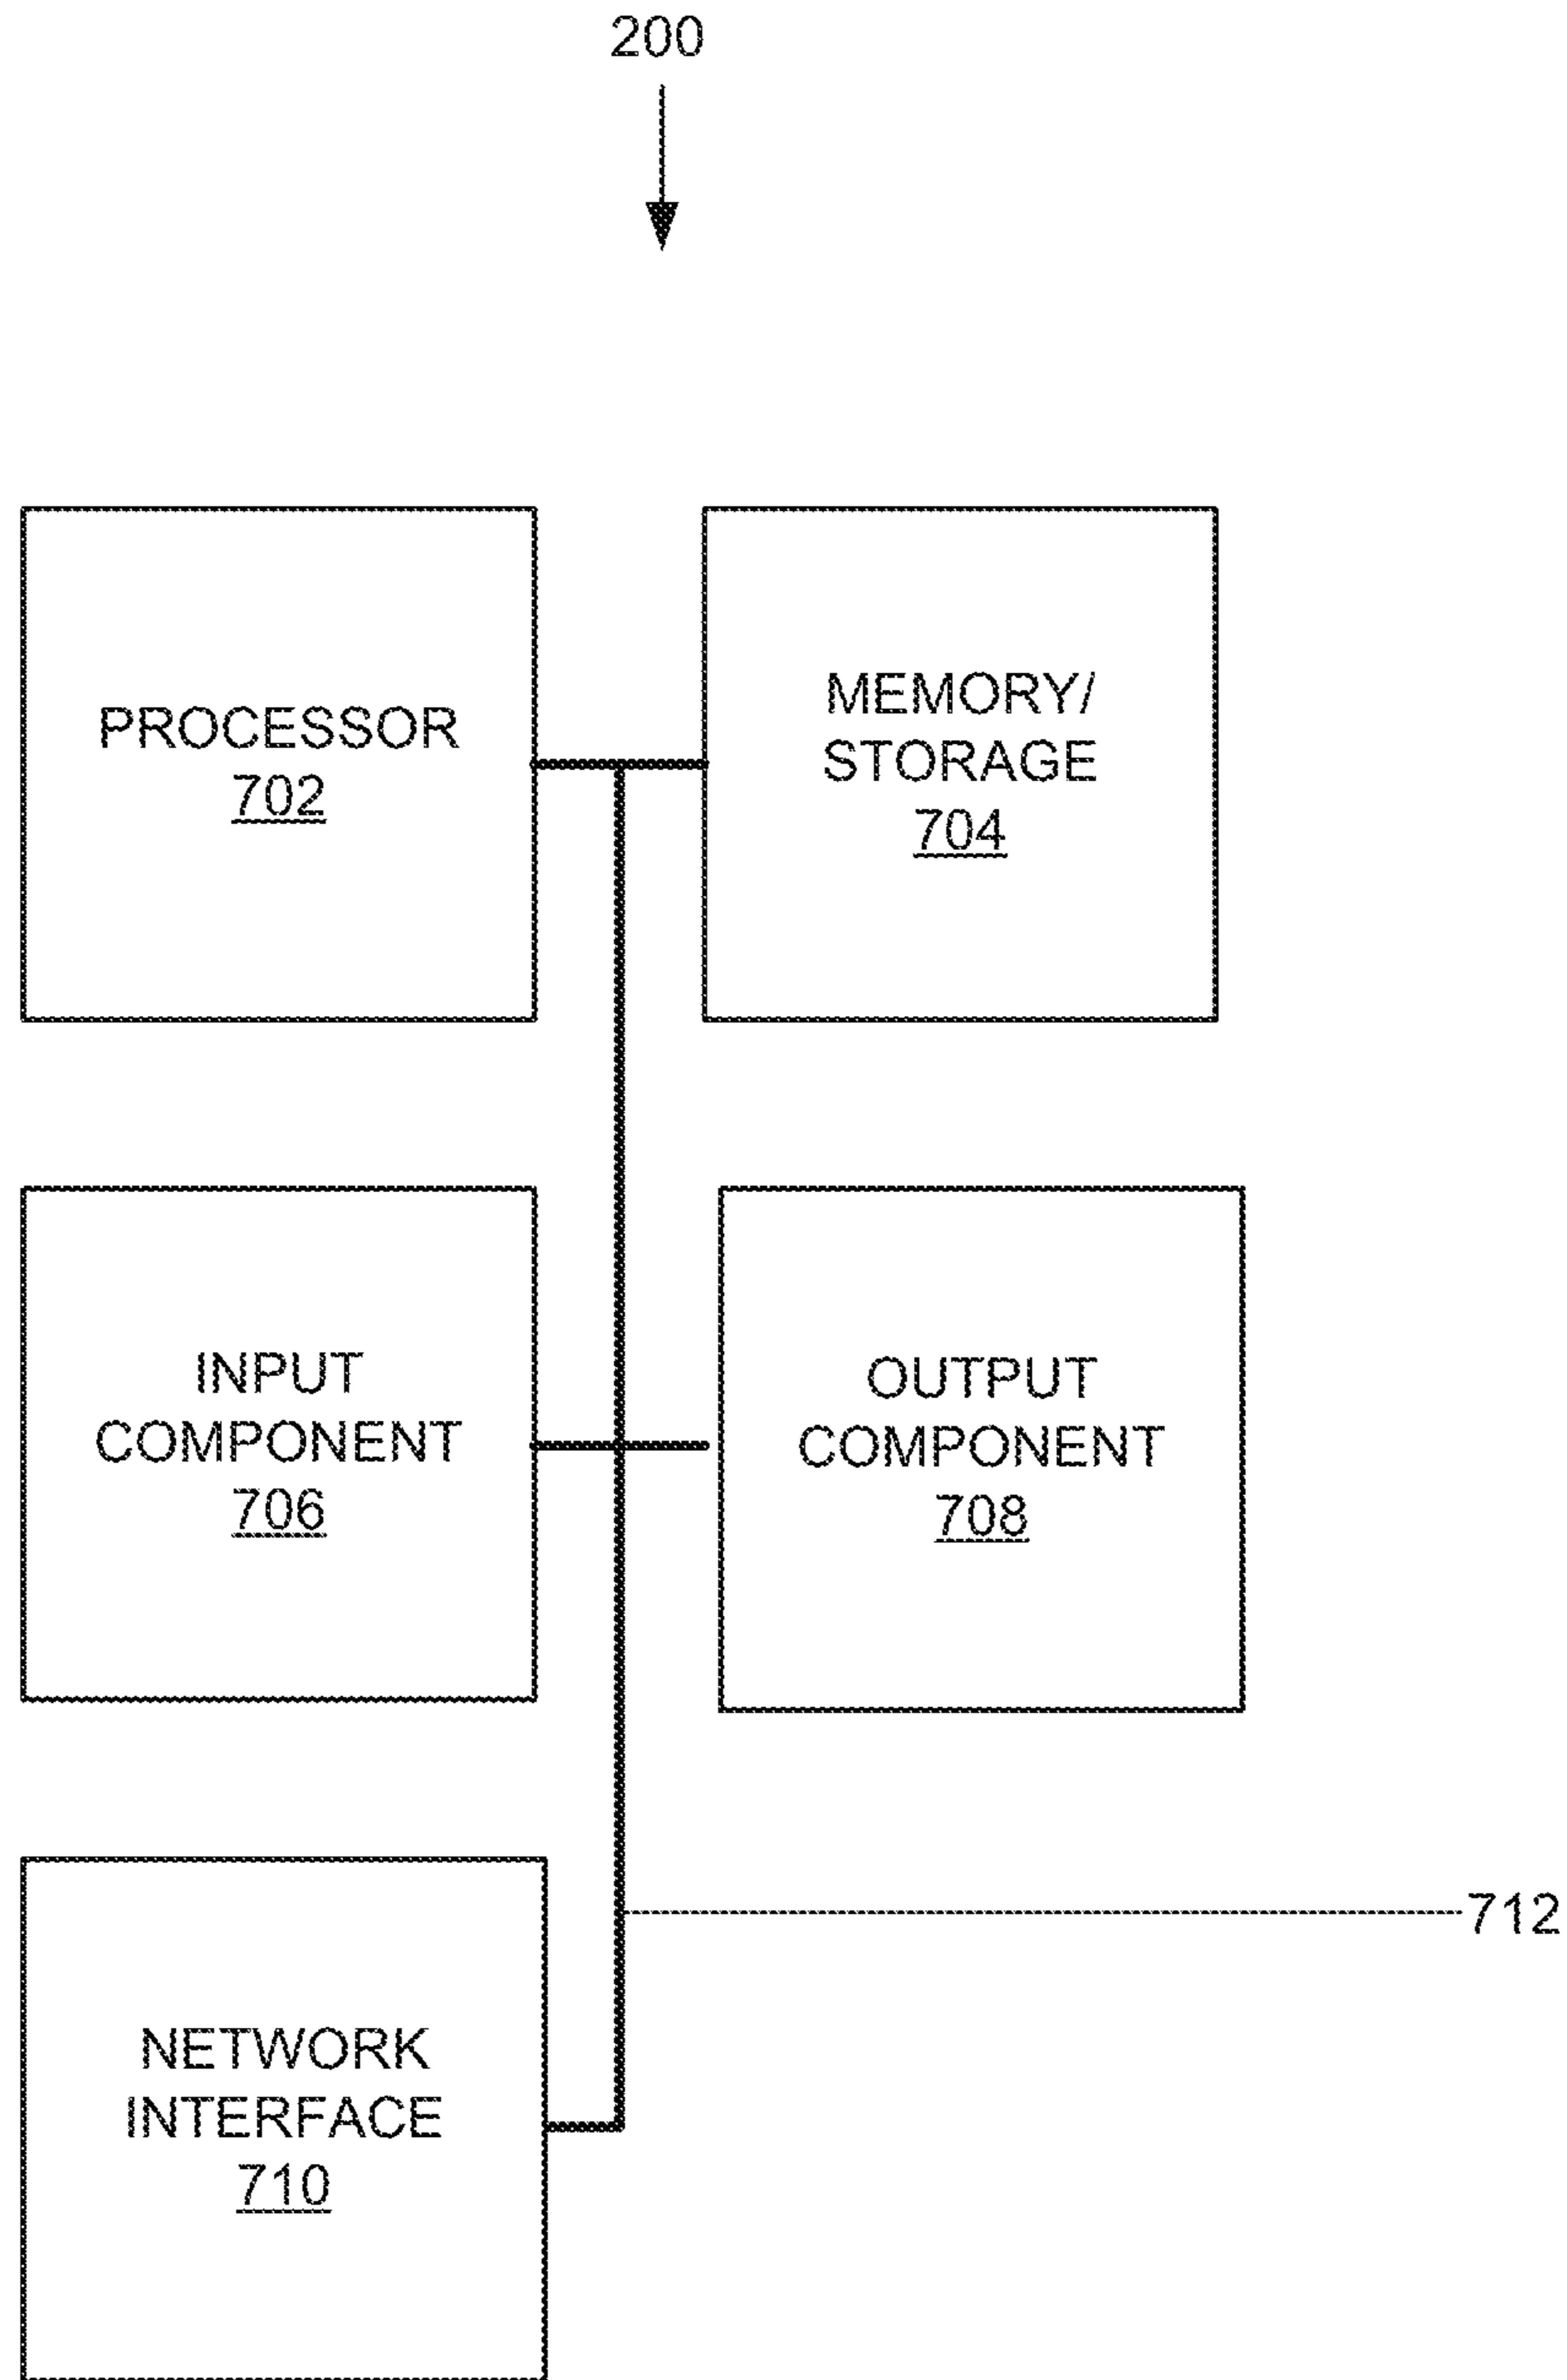 200
PROCESSOR
702
MEMORY/
STORAGE
704
INPUT
COMPONENT
706
OUTPUT
COMPONENT
708
712
NETWORK
INTERFACE
710